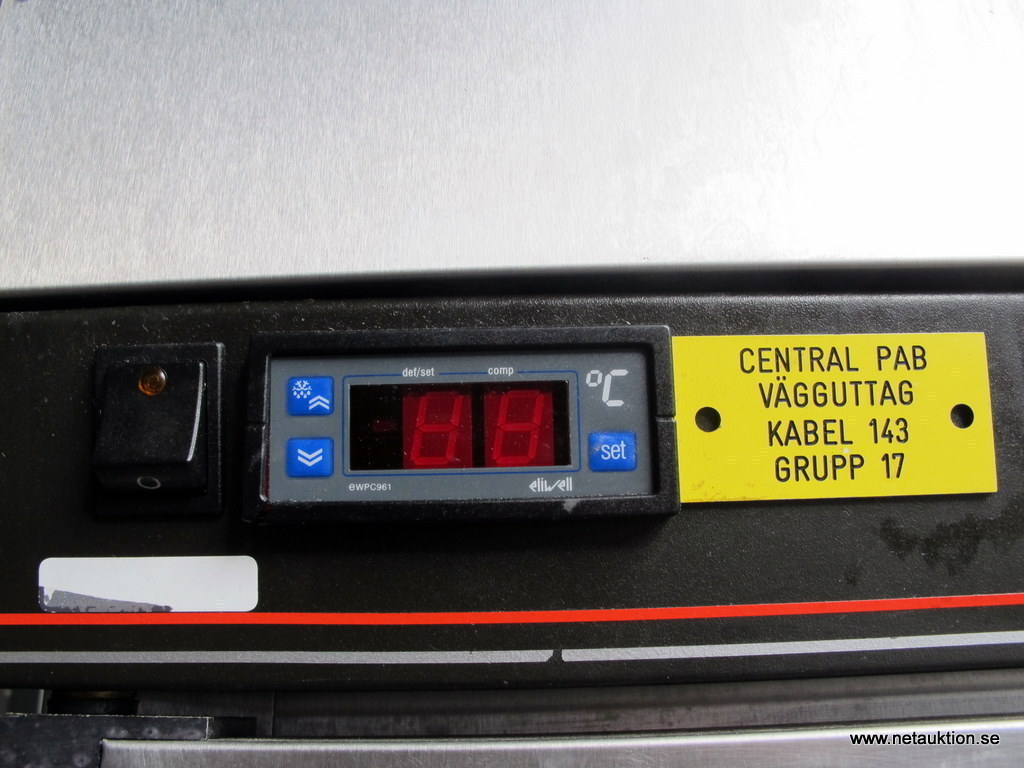 def/set comp
°C
set
eWPC961 eliwell
CENTRAL PAB
VÄGGUTTAG
KABEL 143
GRUPP 17
www.netauktion.se